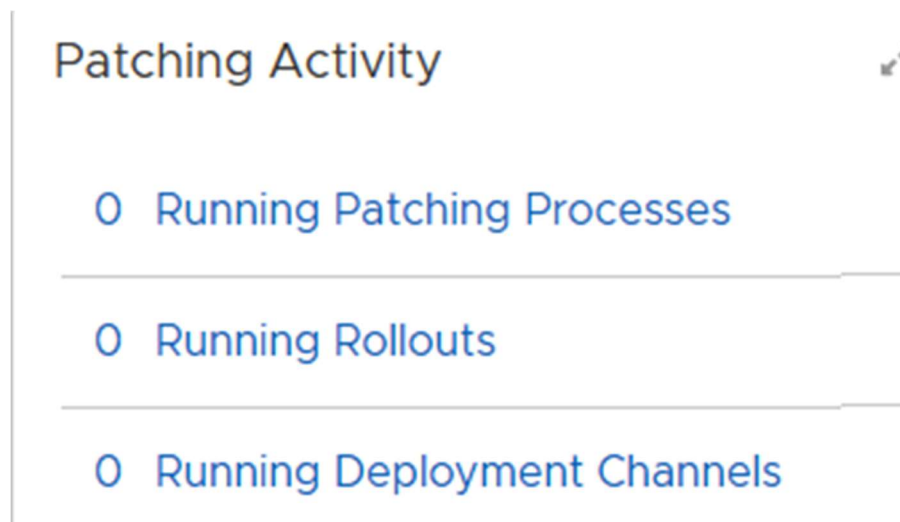 Patching Activity
0 Running Patching Processes
0 Running Rollouts
0 Running Deployment Channels